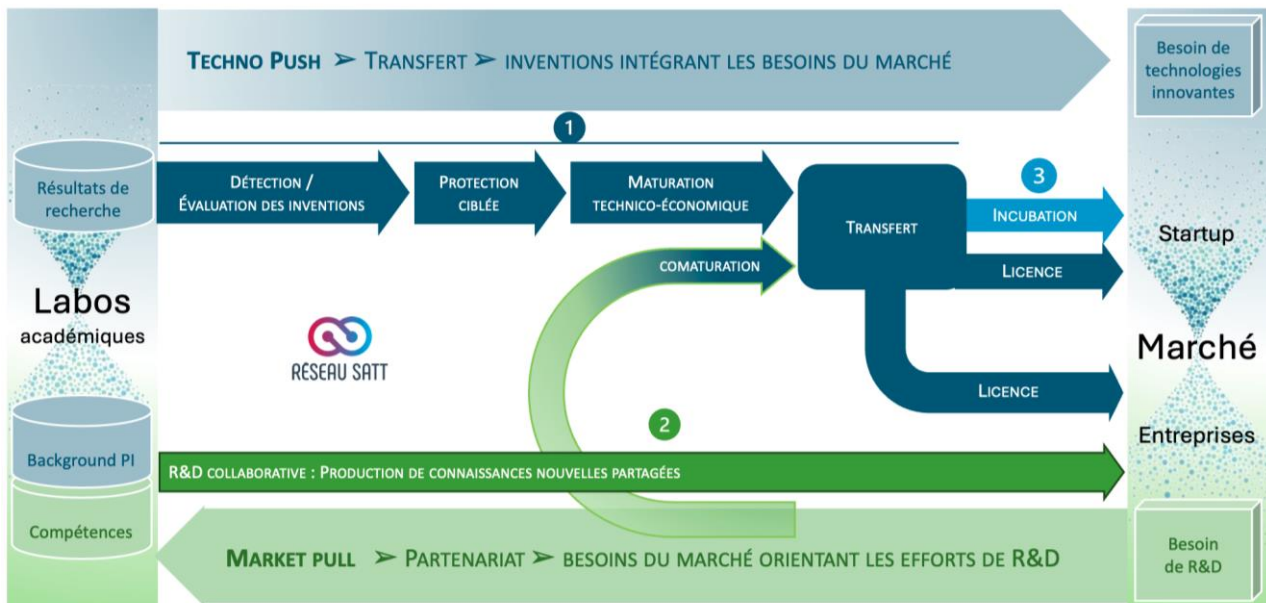 TECHNO PUSH ➢ TRANSFERT ➢ INVENTIONS INTÉGRANT LES BESOINS DU MARCHÉ
Besoin de
technologies
innovantes
1
Résultats de
recherche
DÉTECTION /
ÉVALUATION DES INVENTIONS
PROTECTION
CIBLÉE
MATURATION
TECHNICO-ÉCONOMIQUE
TRANSFERT
3
INCUBATION
Startup
COMATURATION
LICENCE
Labos
académiques
RÉSEAU SATT
Marché
LICENCE
2
Entreprises
Background PI
R&D COLLABORATIVE : PRODUCTION DE CONNAISSANCES NOUVELLES PARTAGÉES
Compétences
MARKET PULL ➢ PARTENARIAT ➢ BESOINS DU MARCHÉ ORIENTANT LES EFFORTS DE R&D
Besoin
de R&D